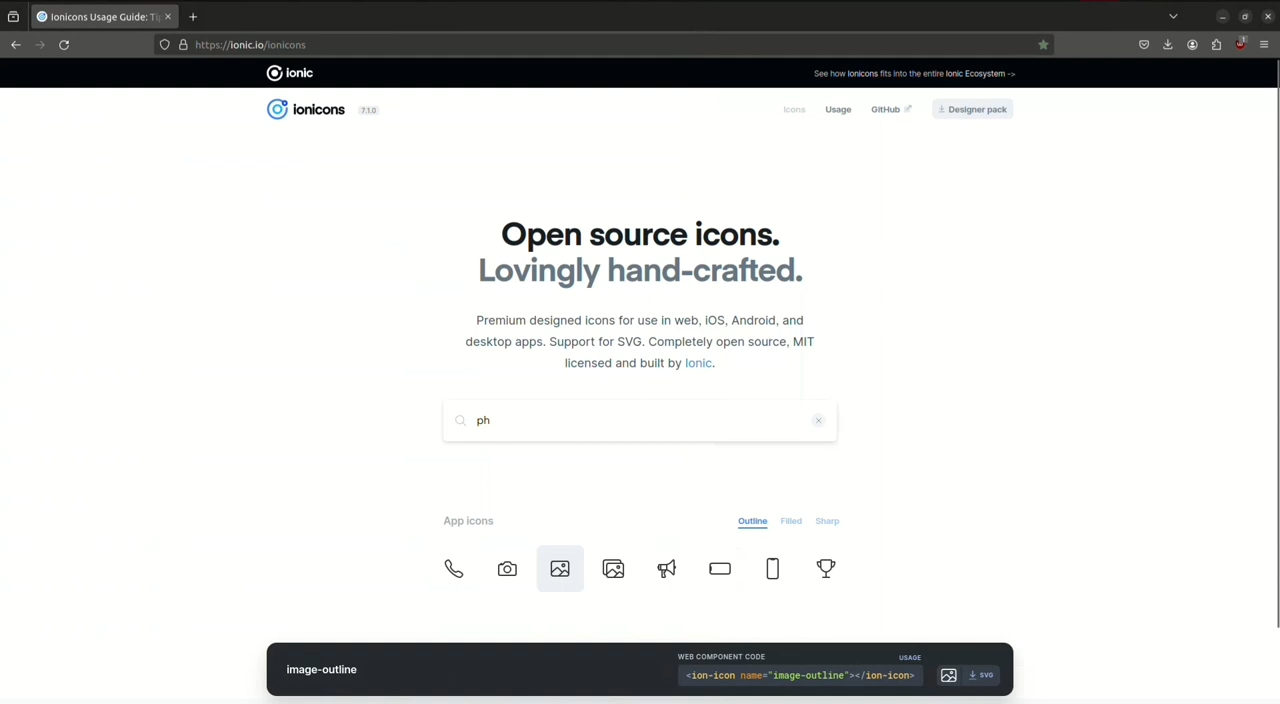 Ionicons Usage Guide: Tip
https://ionic.io/ionicons
1
ionic
See how Ionicons fits into the entire Ionic Ecosystem ->
ionicons 7.1.0
Icons Usage GitHub Designer pack
Open source icons.
Lovingly hand-crafted.
Premium designed icons for use in web, iOS, Android, and
desktop apps. Support for SVG. Completely open source, MIT
licensed and built by Ionic.
ph
App icons
Outline Filled Sharp
image-outline
WEB COMPONENT CODE
USAGE
<ion-icon name="image-outline"></ion-icon>
SVG